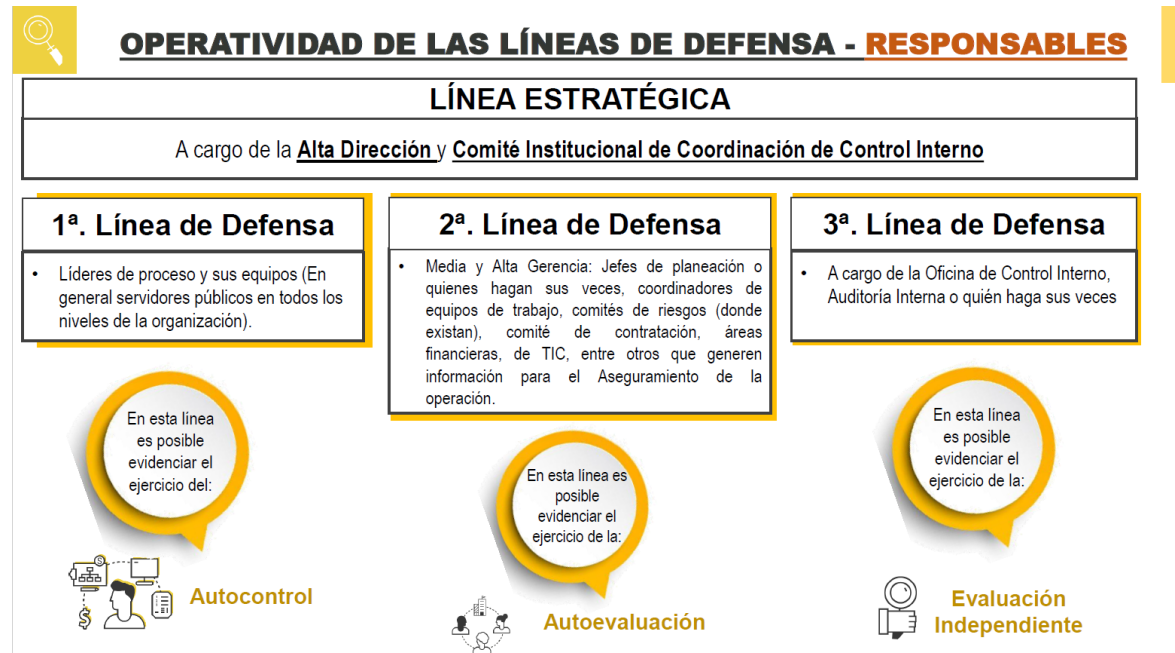 OPERATIVIDAD DE LAS LÍNEAS DE DEFENSA - RESPONSABLES
LÍNEA ESTRATÉGICA
A cargo de la Alta Dirección y Comité Institucional de Coordinación de Control Interno
1ª. Línea de Defensa
• Líderes de proceso y sus equipos (En
general servidores públicos en todos los
niveles de la organización).
En esta línea
es posible
evidenciar el
ejercicio del:
Autocontrol
2ª. Línea de Defensa
• Media y Alta Gerencia: Jefes de planeación o
quienes hagan sus veces, coordinadores de
equipos de trabajo, comités de riesgos (donde
existan), comité de contratación, áreas
financieras, de TIC, entre otros que generen
información para el Aseguramiento de la
operación.
En esta línea es
posible
evidenciar el
ejercicio de la:
Autoevaluación
3ª. Línea de Defensa
• A cargo de la Oficina de Control Interno,
Auditoría Interna o quién haga sus veces
En esta línea
es posible
evidenciar el
ejercicio de la:
Evaluación
Independiente